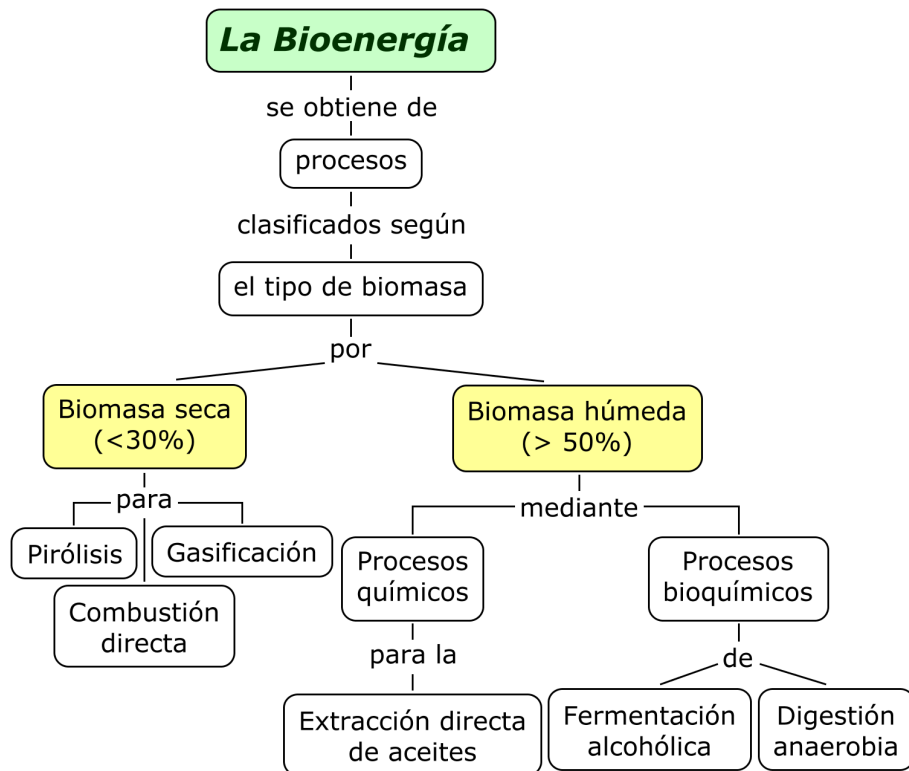 La Bioenergía
se obtiene de
procesos
clasificados según
el tipo de biomasa
por
Biomasa seca
(<30%)
para
Pirólisis
Gasificación
Combustión
directa
Biomasa húmeda
(> 50%)
mediante
Procesos
químicos
para la
Extracción directa
de aceites
Procesos
bioquímicos
de
Fermentación
alcohólica
Digestión
anaerobia